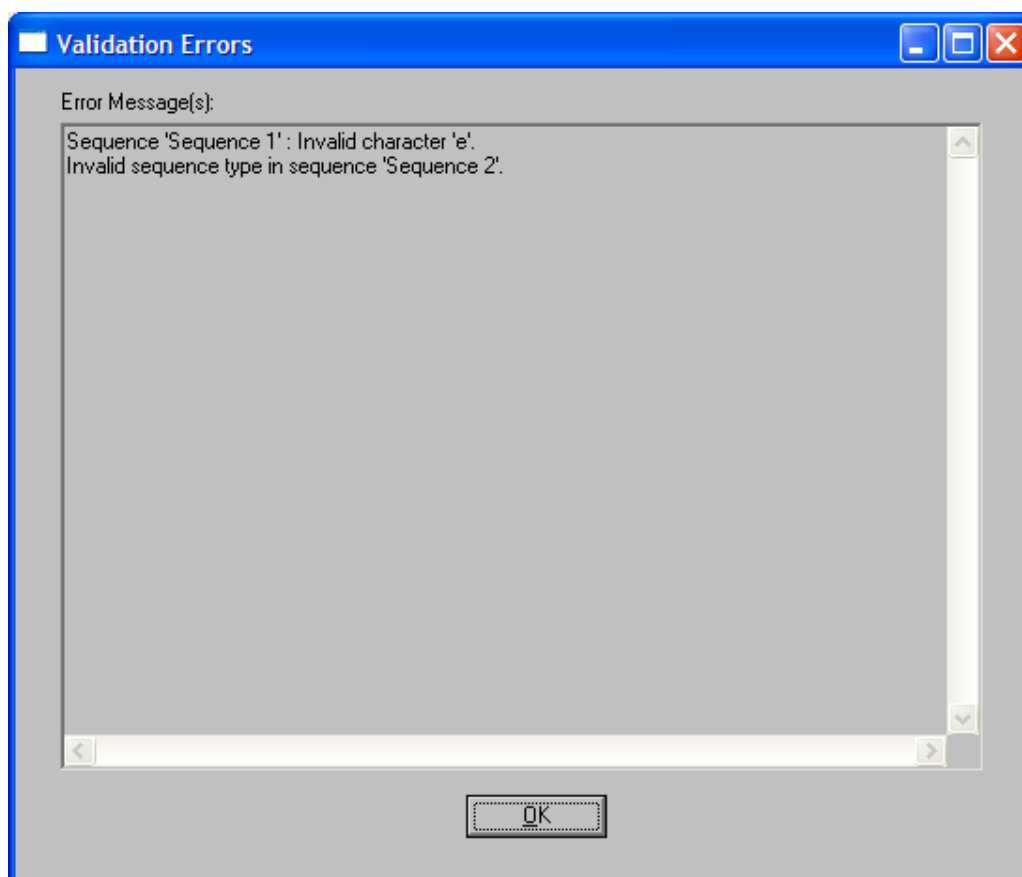 Validation Errors
Error Message(s):
Sequence 'Sequence 1' : Invalid character 'e'.
Invalid sequence type in sequence 'Sequence 2'.
OK